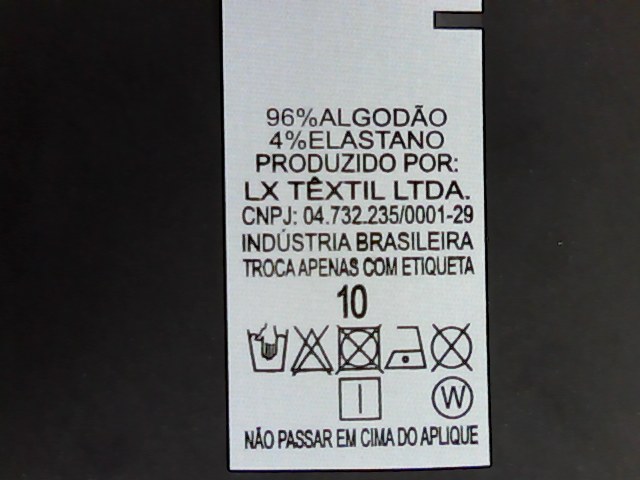 96%ALGODÃO
4%ELASTANO
PRODUZIDO POR:
LX TÊXTIL LTDA.
CNPJ: 04.732.235/0001-29
INDÚSTRIA BRASILEIRA
TROCA APENAS COM ETIQUETA
10
W
NÃO PASSAR EM CIMA DO APLIQUE